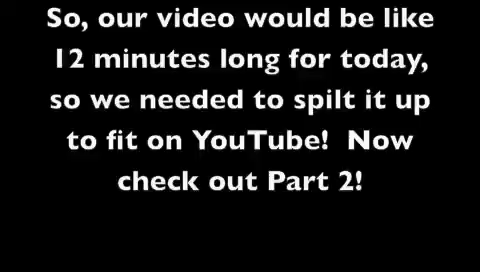 So, our video would be like
12 minutes long for today,
so we needed to spilt it up
to fit on YouTube!  Now
check out Part 2!